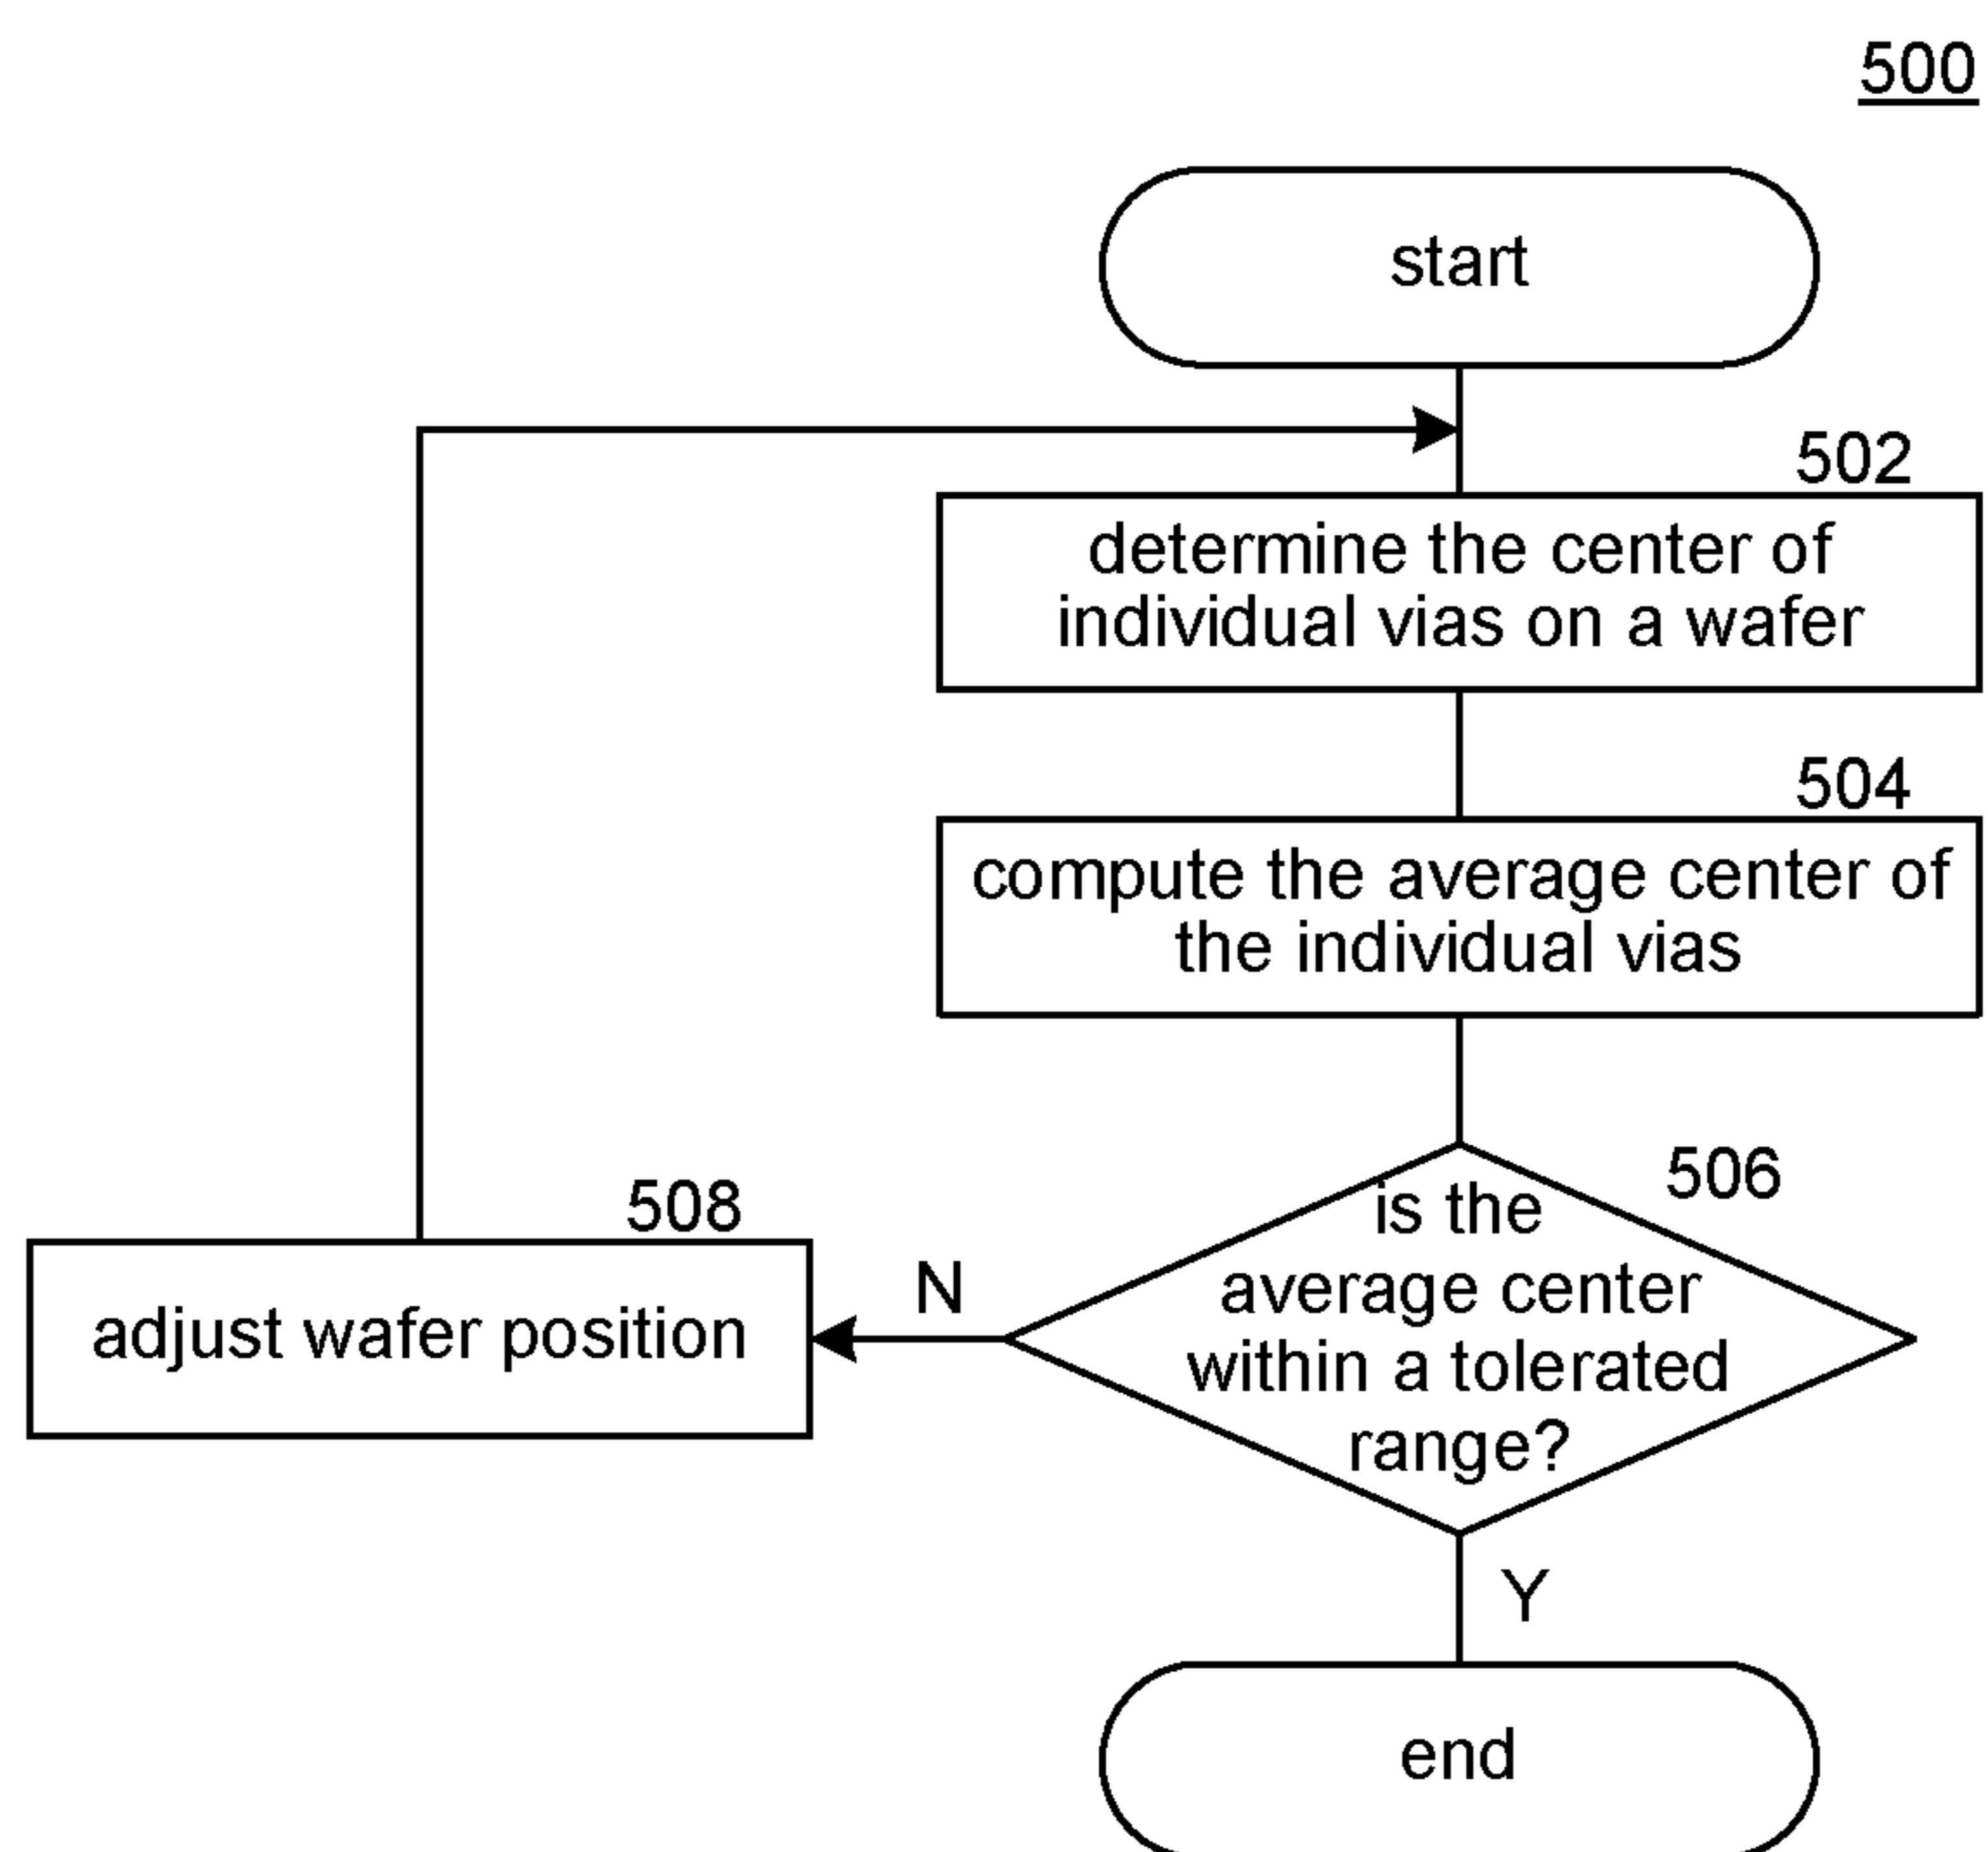 500
start
502
determine the center of
individual vias on a wafer
504
compute the average center of
the individual vias
506
is the
average center
within a tolerated
range?
N
508
adjust wafer position
Y
end